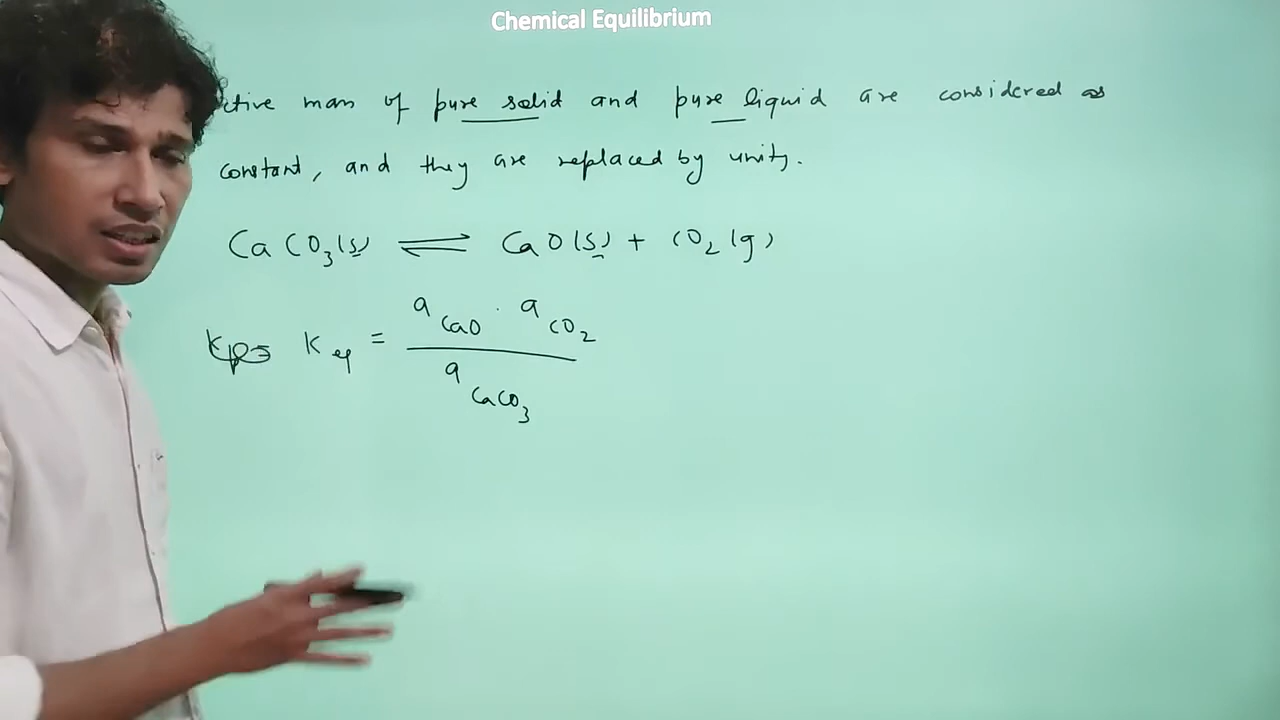 Chemical Equilibrium
ctive mass of pure solid and pure liquid are considered as
constant, and they are replaced by unity.
CaCO3(s) ⇌ CaO(s) + CO2(g)
Keq = aCaO · aCO2 / aCaCO3